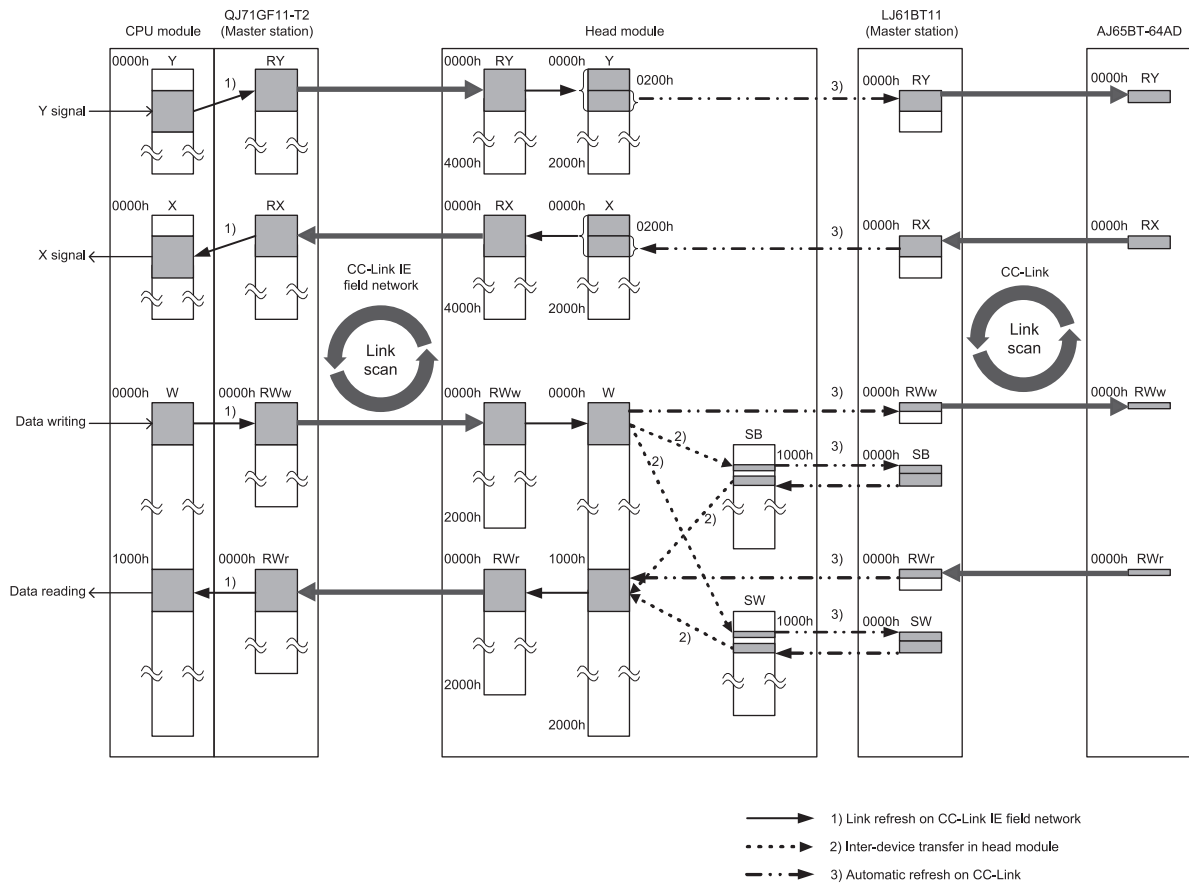 QJ71GF11-T2
LJ61BT11
CPU module
(Master station)
Head module
(Master station)
AJ65BT-64AD
0000h Y
RY
0000h RY
0000h Y
0200h
3)
0000h RY
0000h RY
1)
Y signal
4000h
2000h
0000h X
RX
0000h RX
0000h X
0200h
3)
0000h RX
0000h RX
1)
X signal
CC-Link IE
field network
CC-Link
4000h
2000h
Link
scan
Link
scan
0000h W
0000h RWw
0000h RWw
0000h W
3)
0000h RWw
0000h RWw
1)
Data writing
2)
2)
SB
1000h
3)
0000h SB
2)
2000h
1000h
0000h RWr
0000h RWr
1000h
3)
0000h RWr
0000h RWr
1)
Data reading
SW
1000h
3)
0000h SW
2)
2000h
2000h
1) Link refresh on CC-Link IE field network
2) Inter-device transfer in head module
3) Automatic refresh on CC-Link